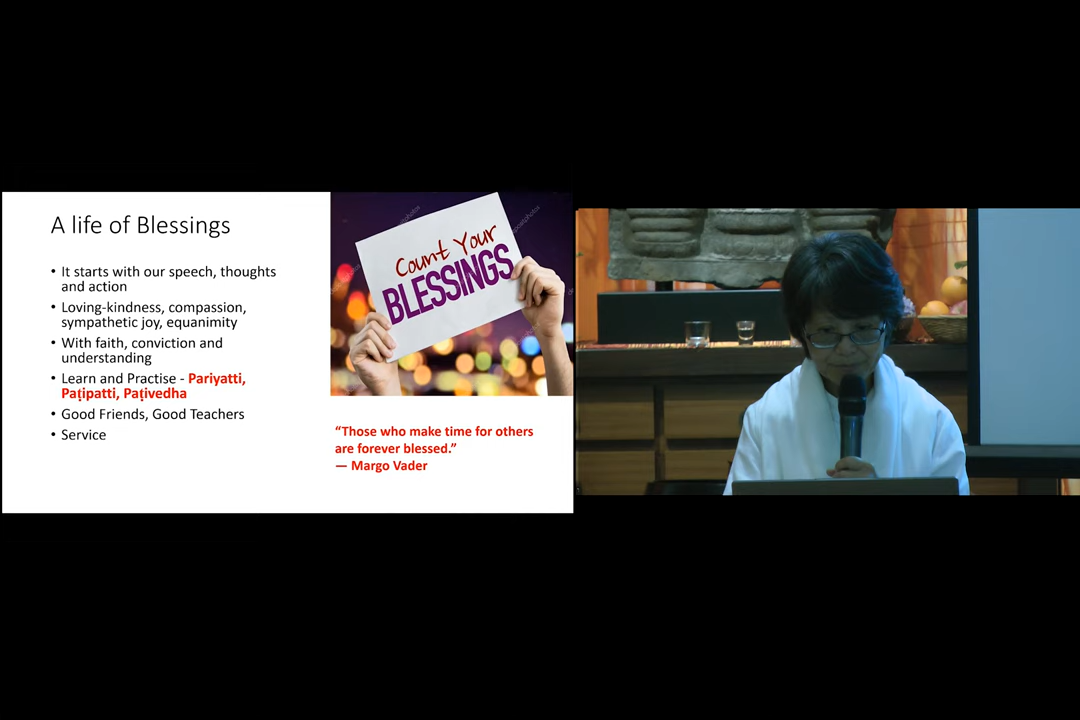 A life of Blessings
• It starts with our speech, thoughts
and action
• Loving-kindness, compassion,
sympathetic joy, equanimity
• With faith, conviction and
understanding
• Learn and Practise - Pariyatti,
Paṭipatti, Paṭivedha
• Good Friends, Good Teachers
• Service
Count Your
BLESSINGS
“Those who make time for others
are forever blessed.”
— Margo Vader